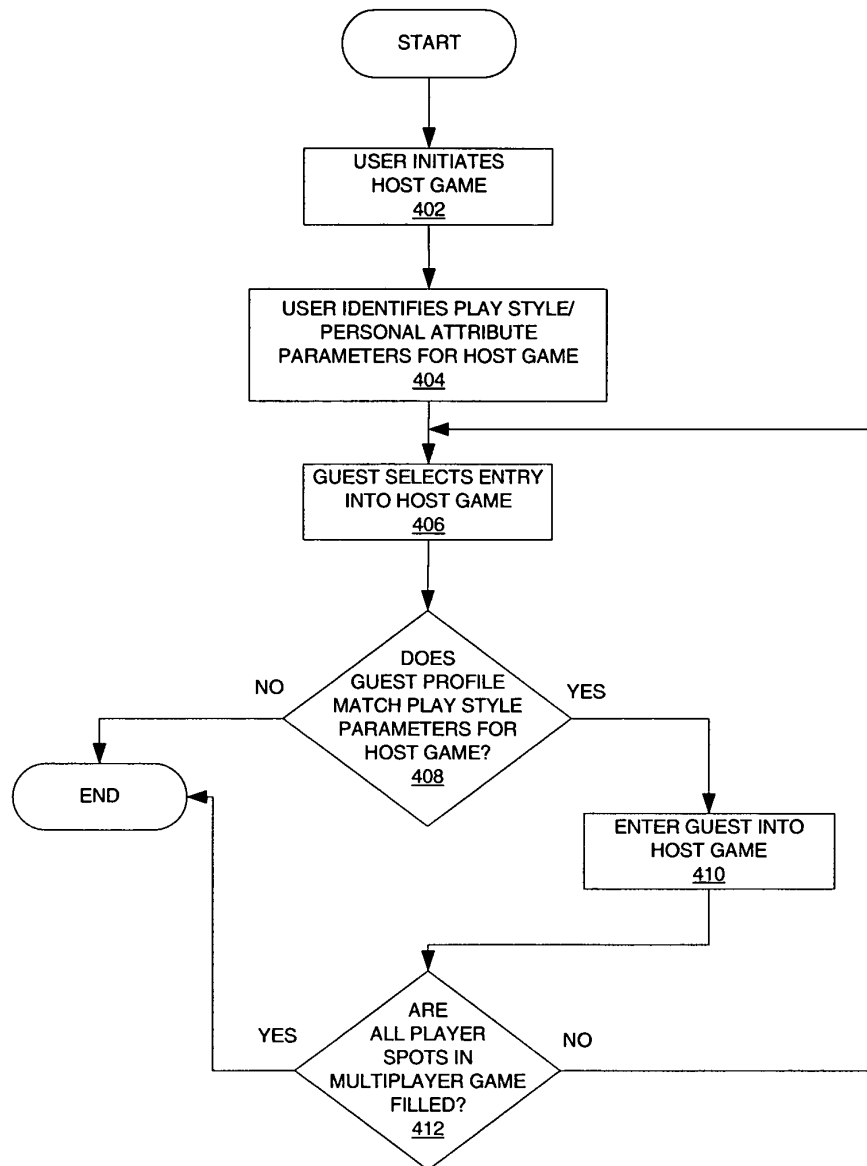 START
USER INITIATES
HOST GAME
402
USER IDENTIFIES PLAY STYLE/
PERSONAL ATTRIBUTE
PARAMETERS FOR HOST GAME
404
GUEST SELECTS ENTRY
INTO HOST GAME
406
DOES
GUEST PROFILE
MATCH PLAY STYLE
PARAMETERS FOR
HOST GAME?
408
NO
YES
END
ENTER GUEST INTO
HOST GAME
410
ARE
ALL PLAYER
SPOTS IN
MULTIPLAYER GAME
FILLED?
412
YES
NO